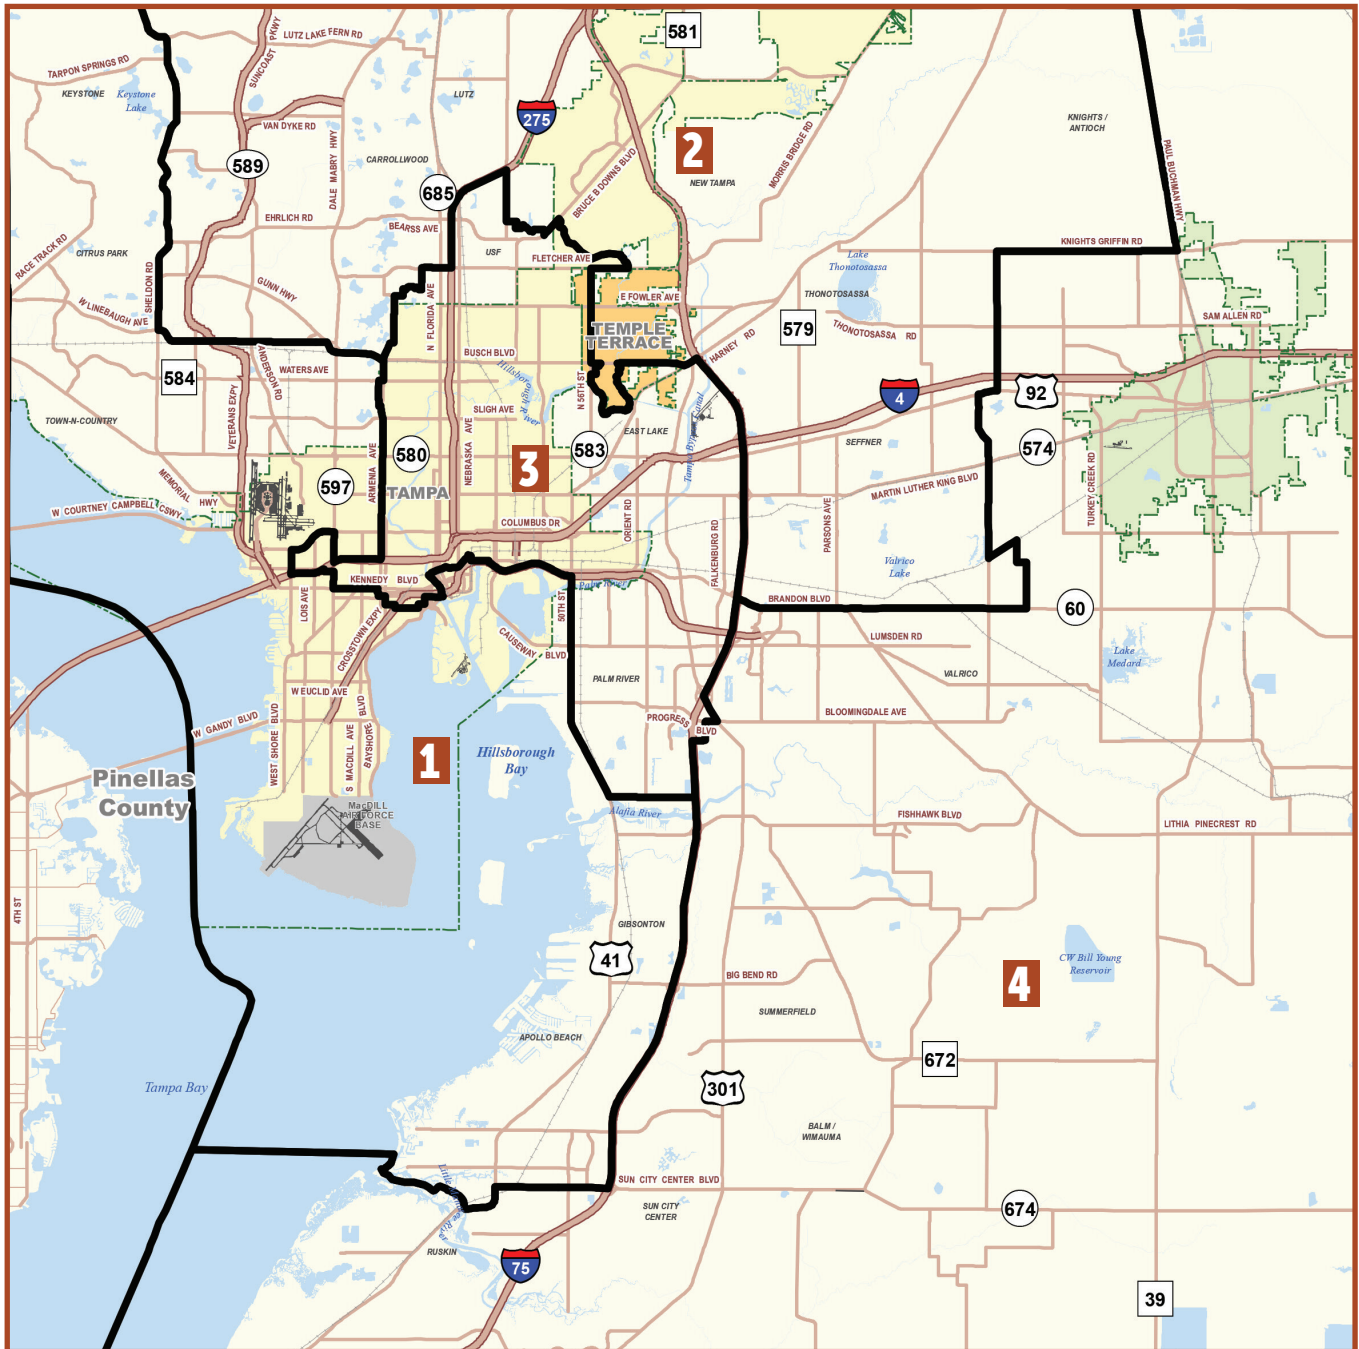 581
LUTZ LAKE FERN RD
SUNCOAST PKWY
TARPON SPRINGS RD
KEYSTONE
Keystone
Lake
LUTZ
275
VAN DYKE RD
DALE MABRY HWY
KNIGHTS /
ANTIOCH
2
MORRIS BRIDGE RD
PAUL BUCHMAN HWY
589
CARROLLWOOD
685
BRUCE B DOWNS BLVD
NEW TAMPA
EHRLICH RD
BEARSS AVE
RACE TRACK RD
CITRUS PARK
USF
FLETCHER AVE
KNIGHTS GRIFFIN RD
Lake
Thonotosassa
SHELDON RD
GUNN HWY
W LINEBAUGH AVE
N FLORIDA AVE
E FOWLER AVE
THONOTOSASSA
SAM ALLEN RD
TEMPLE
TERRACE
579
THONOTOSASSA RD
E HARNEY RD
BUSCH BLVD
584
ANDERSON RD
WATERS AVE
Hillsborough River
N 56TH ST
4
92
VETERANS EXPY
SLIGH AVE
TOWN-N-COUNTRY
NEBRASKA AVE
EAST LAKE
SEFFNER
580
583
574
ARMENIA AVE
3
TURKEY CREEK RD
MEMORIAL HWY
597
TAMPA
MARTIN LUTHER KING BLVD
W COURTNEY CAMPBELL CSWY
COLUMBUS DR
ORIENT RD
FALKENBURG RD
PARSONS AVE
Valrico
Lake
KENNEDY BLVD
Palm River
LOIS AVE
50TH ST
BRANDON BLVD
60
CROSSTOWN EXPY
CAUSEWAY BLVD
LUMSDEN RD
Lake
Medard
PALM RIVER
VALRICO
W EUCLID AVE
W GANDY BLVD
WEST SHORE BLVD
S MACDILL AVE
BAYSHORE BLVD
PROGRESS BLVD
BLOOMINGDALE AVE
1
Hillsborough
Bay
Pinellas
County
MacDILL
AIR FORCE
BASE
Alafia River
FISHHAWK BLVD
LITHIA PINECREST RD
4TH ST
GIBSONTON
41
BIG BEND RD
4
CW Bill Young
Reservoir
SUMMERFIELD
APOLLO BEACH
672
Tampa Bay
301
BALM /
WIMAUMA
SUN CITY CENTER BLVD
SUN CITY
CENTER
674
RUSKIN
75
39